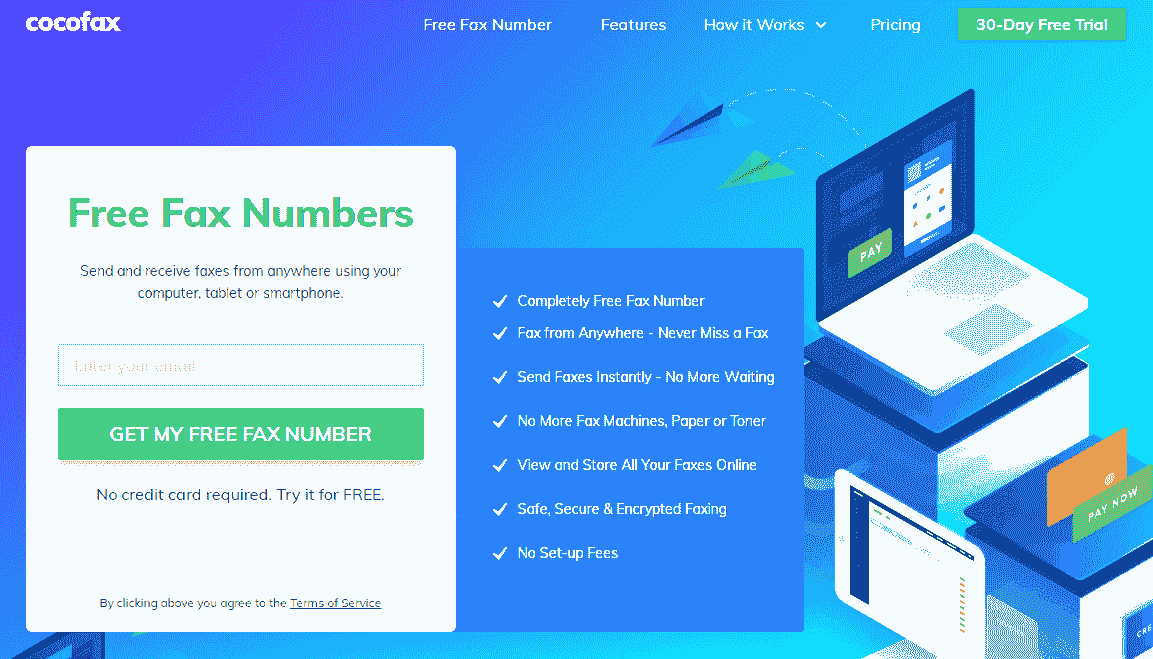 cocofax
Free Fax Number
Features
How it Works
Pricing
30-Day Free Trial
Free Fax Numbers
Send and receive faxes from anywhere using your
computer, tablet or smartphone.
Enter your email
GET MY FREE FAX NUMBER
No credit card required. Try it for FREE.
By clicking above you agree to the Terms of Service
Completely Free Fax Number
Fax from Anywhere - Never Miss a Fax
Send Faxes Instantly - No More Waiting
No More Fax Machines, Paper or Toner
View and Store All Your Faxes Online
Safe, Secure & Encrypted Faxing
No Set-up Fees
PAY
PAY NOW
CRE